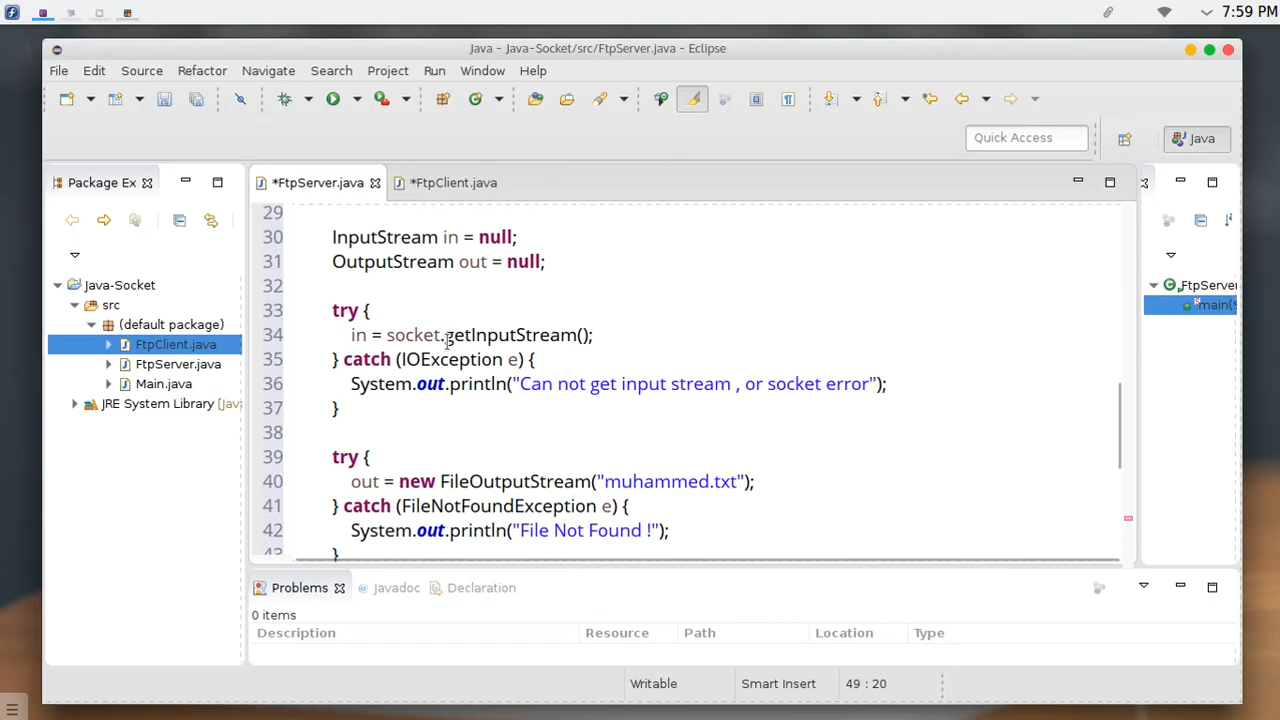 7:59 PM
Java - Java-Socket/src/FtpServer.java - Eclipse
File Edit Source Refactor Navigate Search Project Run Window Help
Quick Access
Java
Package Ex
*FtpServer.java
*FtpClient.java
Java-Socket
src
(default package)
FtpClient.java
FtpServer.java
Main.java
JRE System Library [Java
29
30 InputStream in = null;
31 OutputStream out = null;
32
33 try {
34 in = socket.getInputStream();
35 } catch (IOException e) {
36 System.out.println("Can not get input stream , or socket error");
37 }
38
39 try {
40 out = new FileOutputStream("muhammed.txt");
41 } catch (FileNotFoundException e) {
42 System.out.println("File Not Found !");
43 }
FtpServer
main(S
Problems Javadoc Declaration
0 items
Description Resource Path Location Type
Writable Smart Insert 49 : 20